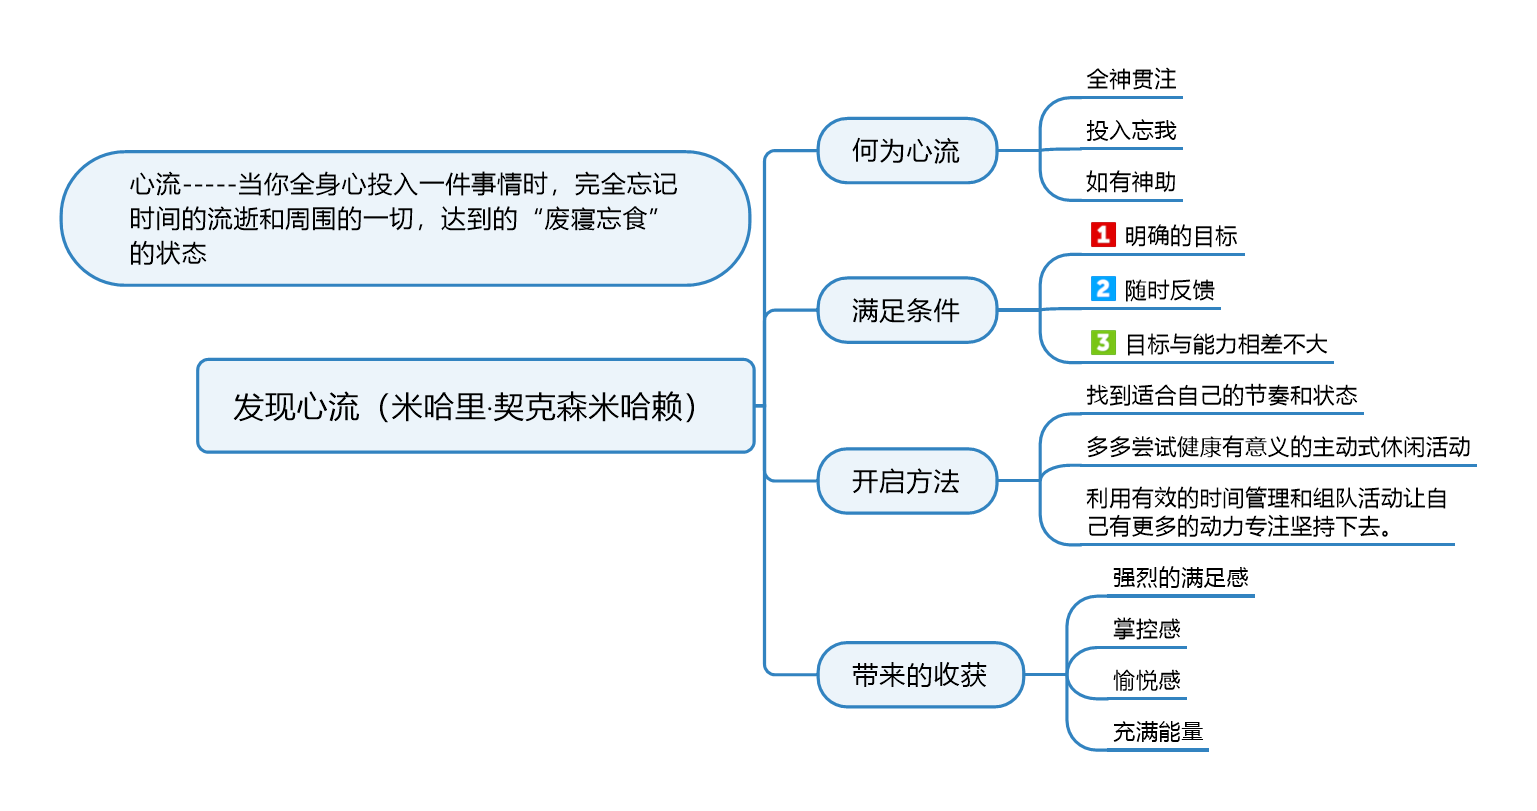 心流-----当你全身心投入一件事情时，完全忘记
时间的流逝和周围的一切，达到的“废寝忘食”
的状态
发现心流（米哈里·契克森米哈赖）
何为心流
全神贯注
投入忘我
如有神助
满足条件
1 明确的目标
2 随时反馈
3 目标与能力相差不大
开启方法
找到适合自己的节奏和状态
多多尝试健康有意义的主动式休闲活动
利用有效的时间管理和组队活动让自
己有更多的动力专注坚持下去。
带来的收获
强烈的满足感
掌控感
愉悦感
充满能量